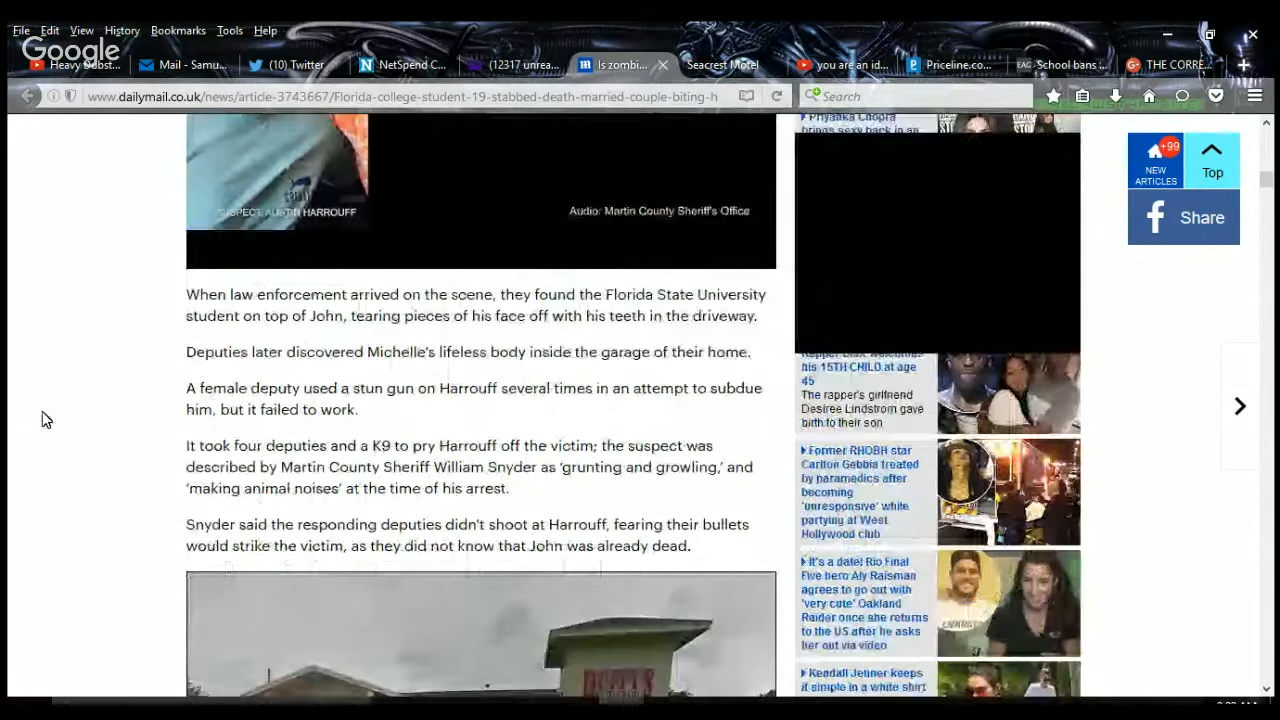 File Edit View History Bookmarks Tools Help
Google
Heavy Dubst... Mail - Samu... (10) Twitter NetSpend C... (12317 unrea... Is zombi... Seacrest Motel you are an id... Priceline.co... School bans ... THE CORRE...
www.dailymail.co.uk/news/article-3743667/Florida-college-student-19-stabbed-death-married-couple-biting-h
Search
SUSPECT: AUSTIN HARROUFF
Audio: Martin County Sheriff's Office
When law enforcement arrived on the scene, they found the Florida State University
student on top of John, tearing pieces of his face off with his teeth in the driveway.
Deputies later discovered Michelle's lifeless body inside the garage of their home.
A female deputy used a stun gun on Harrouff several times in an attempt to subdue
him, but it failed to work.
It took four deputies and a K9 to pry Harrouff off the victim; the suspect was
described by Martin County Sheriff William Snyder as 'grunting and growling,' and
'making animal noises' at the time of his arrest.
Snyder said the responding deputies didn't shoot at Harrouff, fearing their bullets
would strike the victim, as they did not know that John was already dead.
Priyanka Chopra
brings sexy back in an
Rapper DMX welcomes
his 15TH CHILD at age
45
The rapper's girlfriend
Desiree Lindstrom gave
birth to their son
Former RHOBH star
Carlton Gebbia treated
by paramedics after
becoming
'unresponsive' while
partying at West
Hollywood club
It's a date! Rio Final
Five hero Aly Raisman
agrees to go out with
'very cute' Oakland
Raider once she returns
to the US after he asks
her out via video
Kendall Jenner keeps
it simple in a white shirt
+99
NEW
ARTICLES
Top
Share